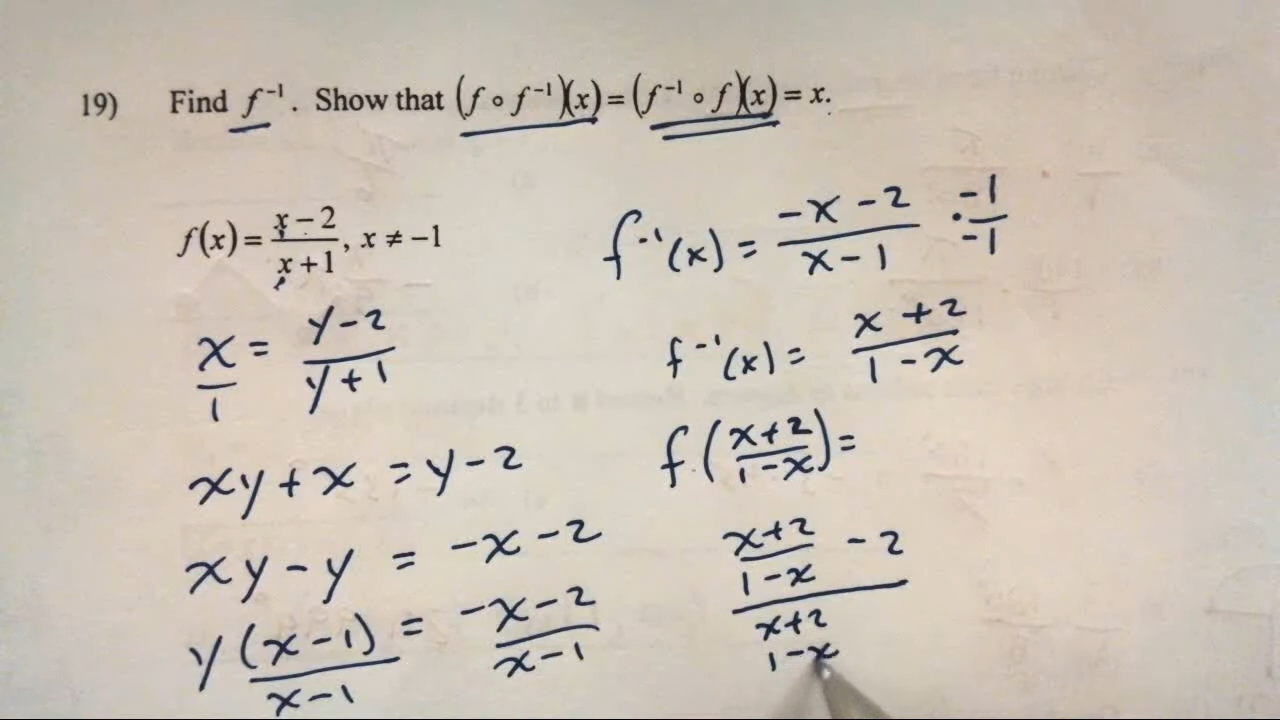 19) Find f⁻¹. Show that (f ∘ f⁻¹)(x) = (f⁻¹ ∘ f)(x) = x.
f(x) = (x − 2)/(x + 1), x ≠ −1
x/1 = (y − 2)/(y + 1)
xy + x = y − 2
xy − y = −x − 2
y(x − 1)/(x − 1) = (−x − 2)/(x − 1)
f⁻¹(x) = (−x − 2)/(x − 1) · −1/−1
f⁻¹(x) = (x + 2)/(1 − x)
f((x + 2)/(1 − x)) =
(x + 2)/(1 − x) − 2
x + 2
1 − x